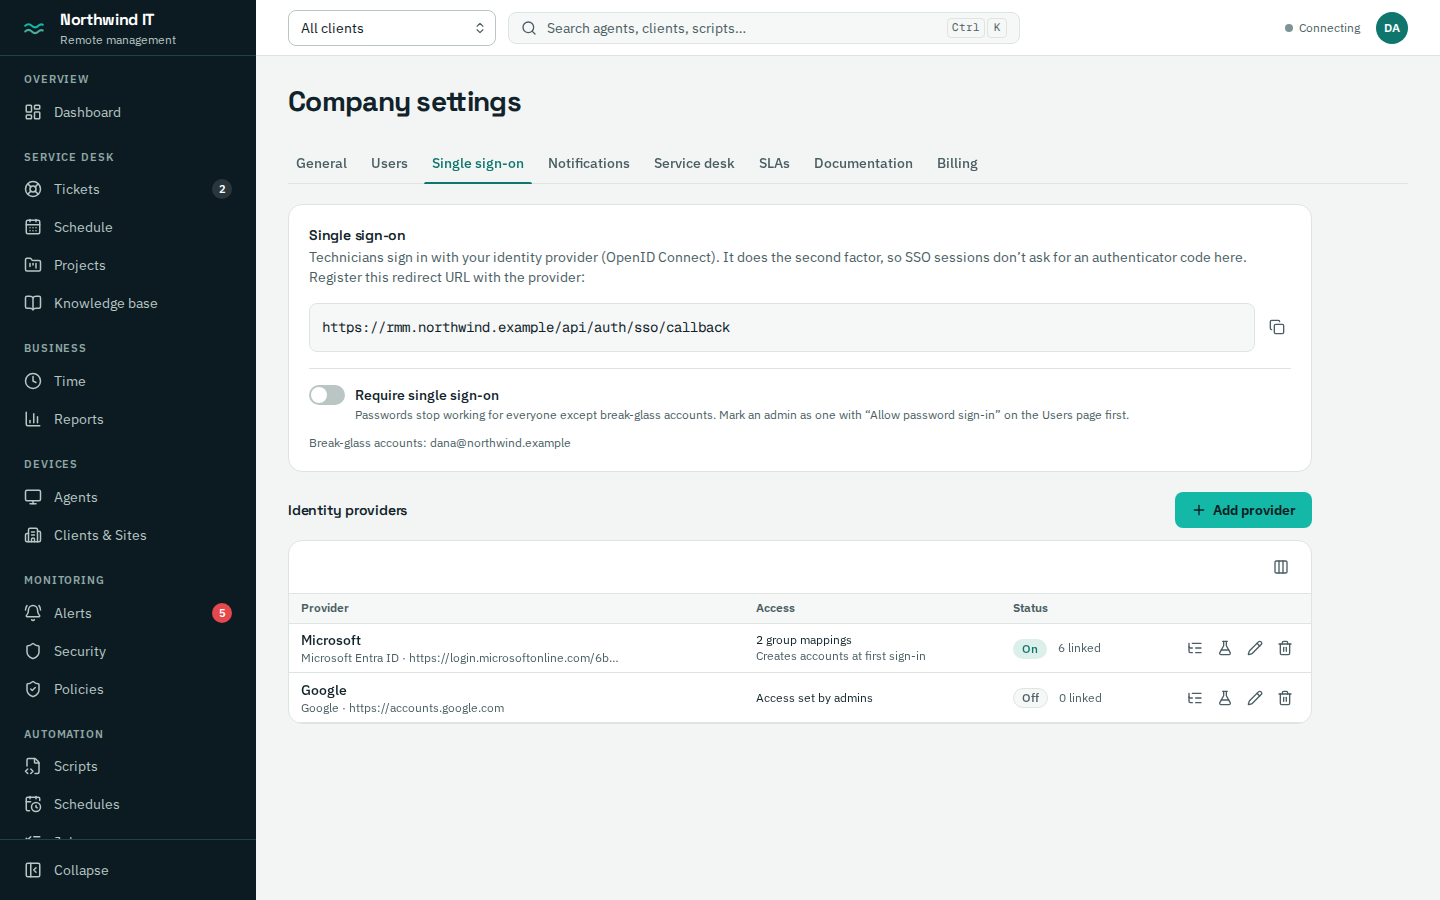 Northwind IT
Remote management
All clients
Search agents, clients, scripts...
Ctrl K
Connecting
DA
OVERVIEW
Dashboard
SERVICE DESK
Tickets 2
Schedule
Projects
Knowledge base
BUSINESS
Time
Reports
DEVICES
Agents
Clients & Sites
MONITORING
Alerts 5
Security
Policies
AUTOMATION
Scripts
Schedules
Collapse
Company settings
General Users Single sign-on Notifications Service desk SLAs Documentation Billing
Single sign-on
Technicians sign in with your identity provider (OpenID Connect). It does the second factor, so SSO sessions don’t ask for an authenticator code here.
Register this redirect URL with the provider:
https://rmm.northwind.example/api/auth/sso/callback
Require single sign-on
Passwords stop working for everyone except break-glass accounts. Mark an admin as one with “Allow password sign-in” on the Users page first.
Break-glass accounts: dana@northwind.example
Identity providers
Add provider
Provider Access Status
Microsoft
Microsoft Entra ID · https://login.microsoftonline.com/6b...
2 group mappings
Creates accounts at first sign-in
On 6 linked
Google
Google · https://accounts.google.com
Access set by admins
Off 0 linked